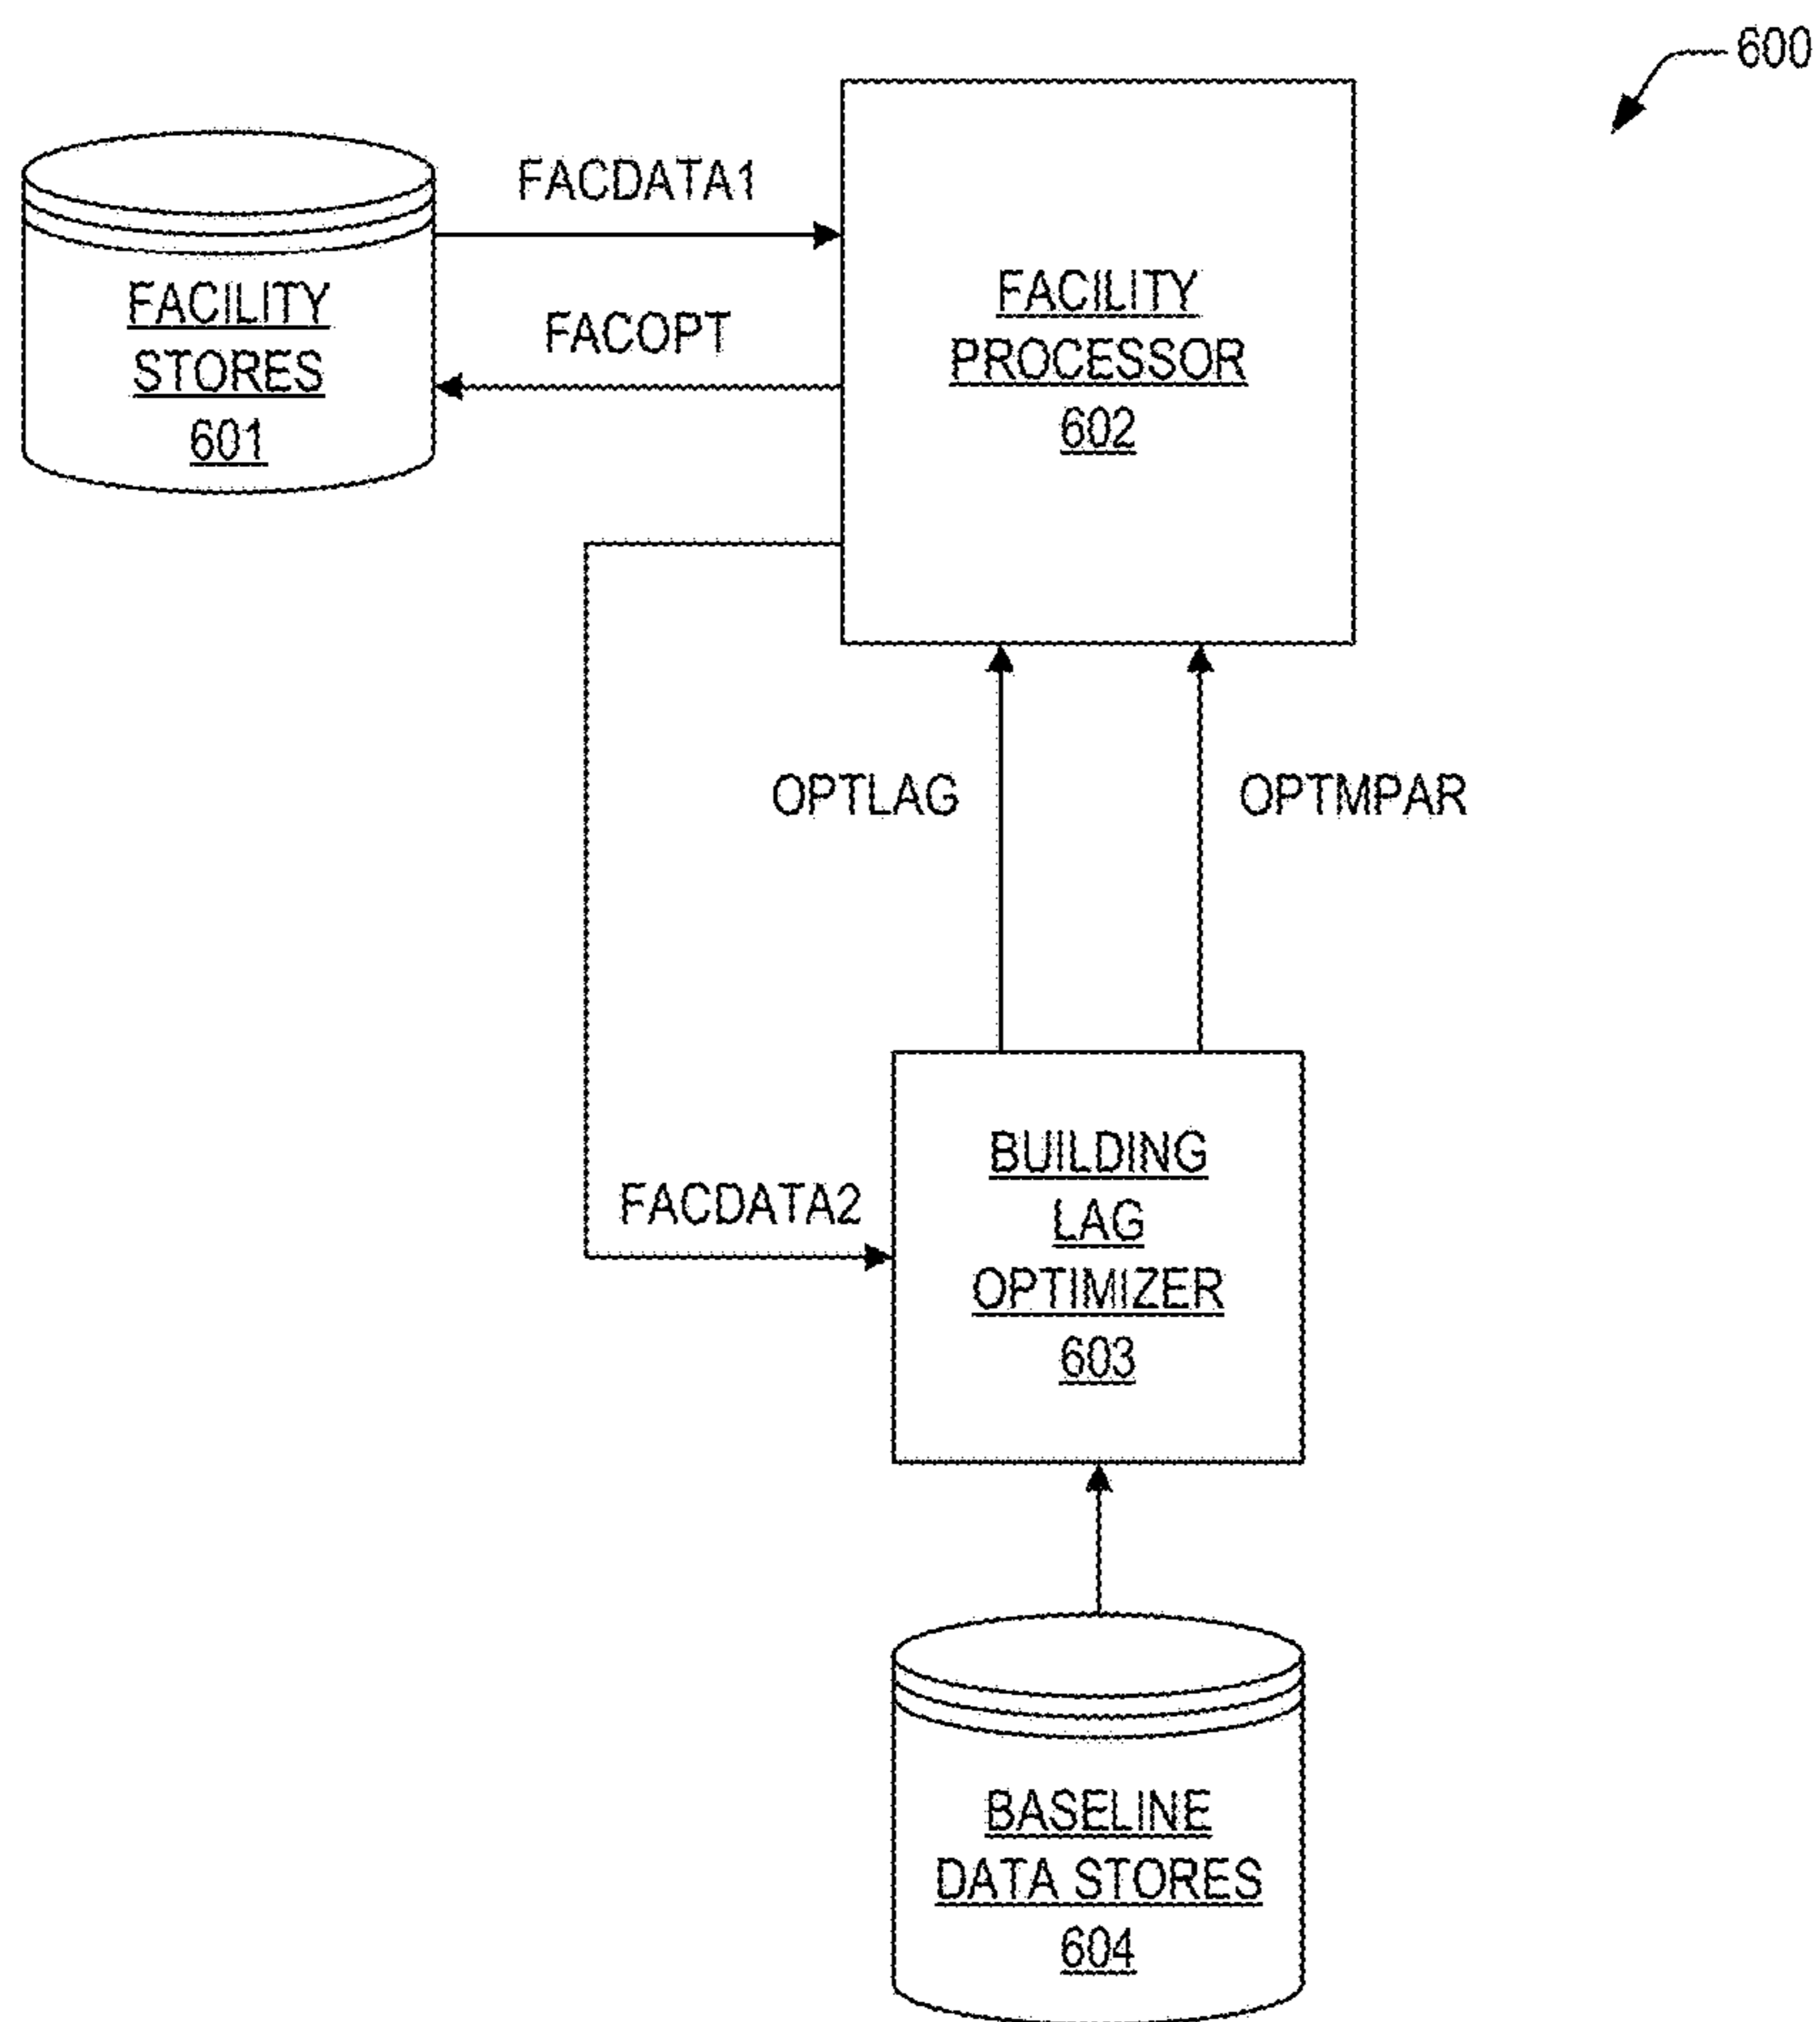 600
FACDATA1
FACILITY
STORES
601
FACOPT
FACILITY
PROCESSOR
602
OPTLAG
OPTMPAR
FACDATA2
BUILDING
LAG
OPTIMIZER
603
BASELINE
DATA STORES
604